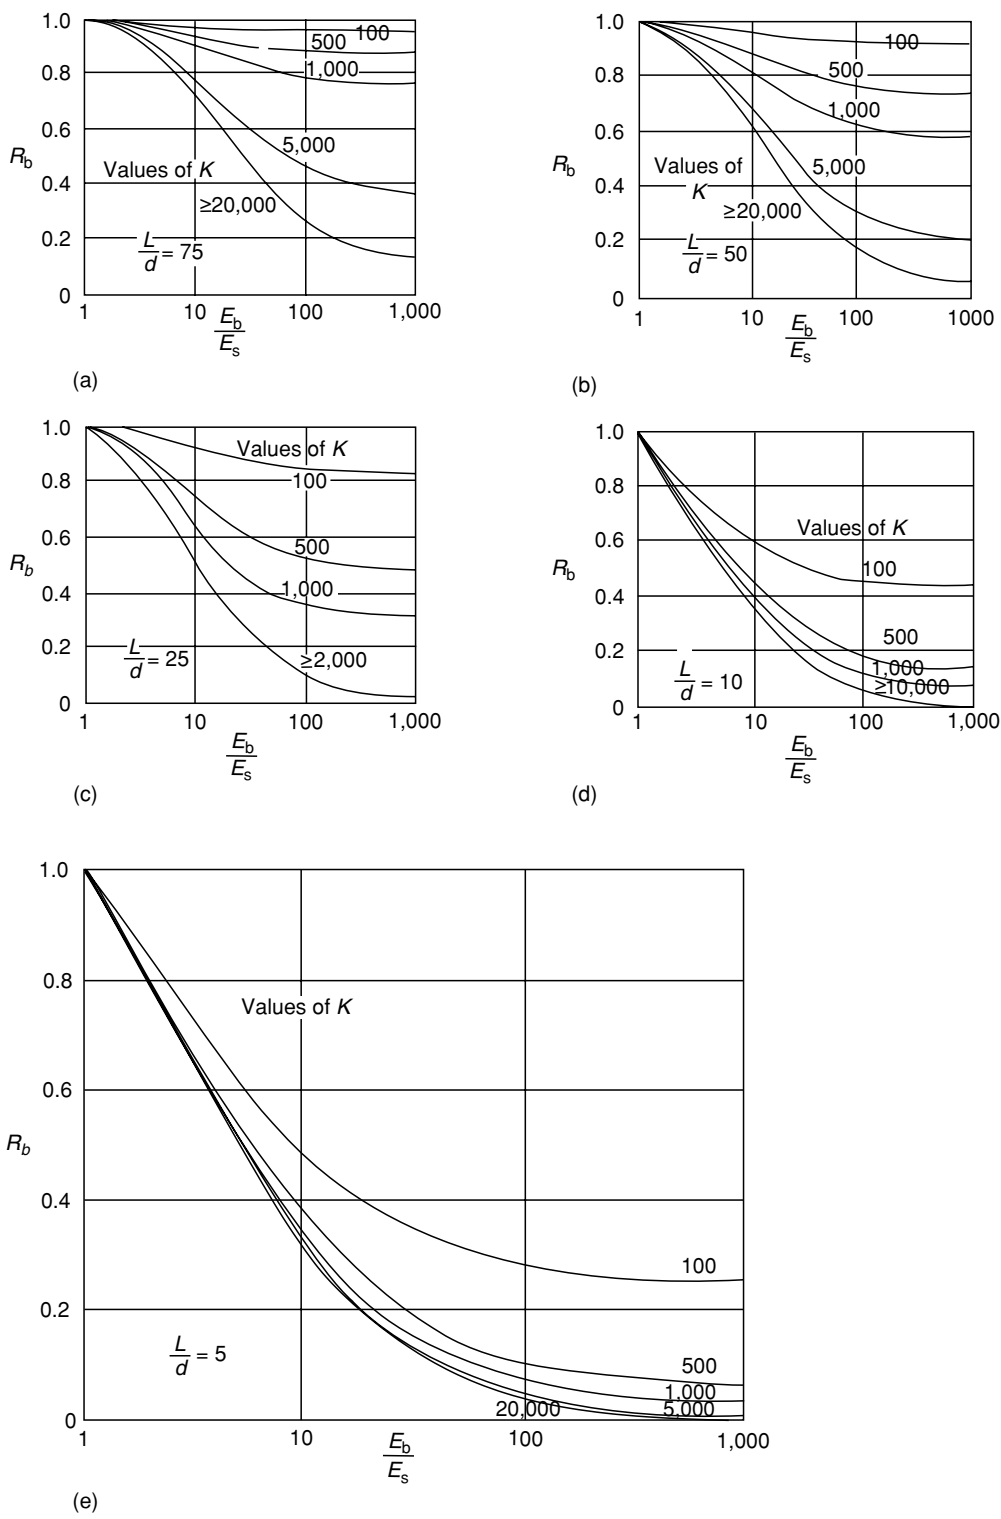 1.0
0.8
0.6
0.4
0.2
0
R_b
100
500
1,000
5,000
Values of K
≥20,000
L/d = 75
1 10 100 1,000
E_b/E_s
(a)
1.0
0.8
0.6
0.4
0.2
0
R_b
100
500
1,000
5,000
Values of
K
≥20,000
L/d = 50
1 10 100 1000
E_b/E_s
(b)
1.0
0.8
0.6
0.4
0.2
0
R_b
Values of K
100
500
1,000
≥2,000
L/d = 25
1 10 100 1,000
E_b/E_s
(c)
1.0
0.8
0.6
0.4
0.2
0
R_b
Values of K
100
500
1,000
≥10,000
L/d = 10
1 10 100 1,000
E_b/E_s
(d)
1.0
0.8
0.6
0.4
0.2
0
R_b
Values of K
100
500
1,000
5,000
20,000
L/d = 5
1 10 100 1,000
E_b/E_s
(e)